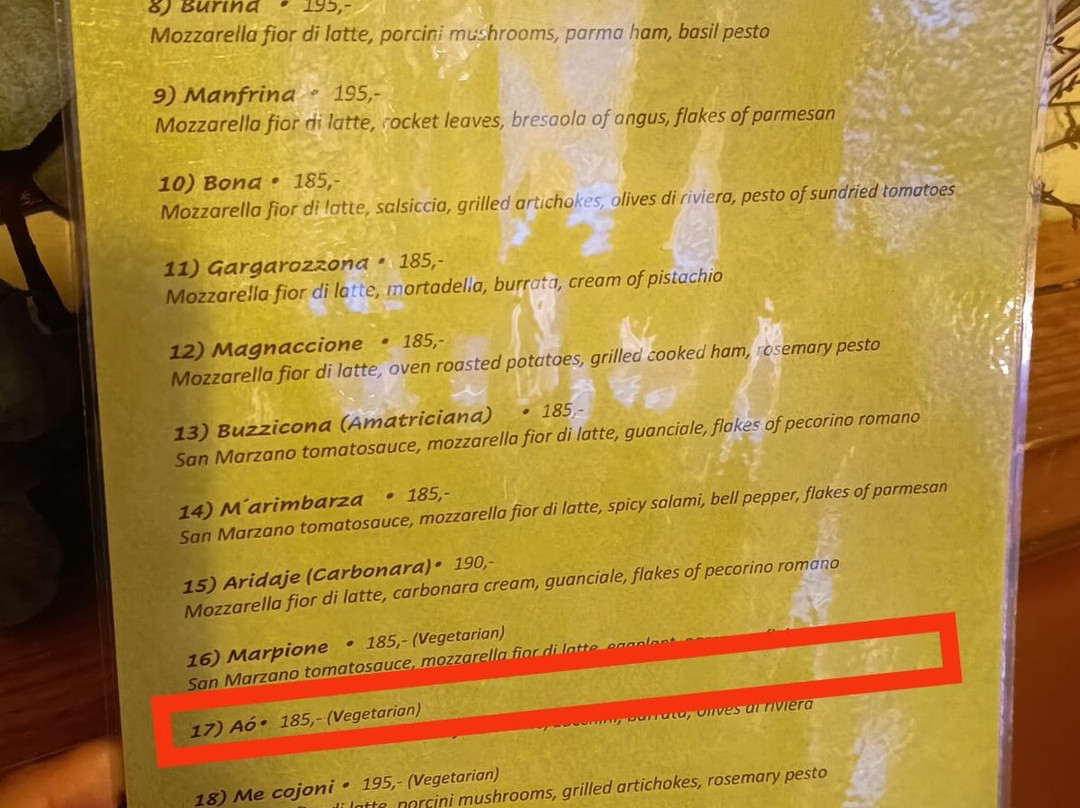 8) Burina • 195,-
Mozzarella fior di latte, porcini mushrooms, parma ham, basil pesto
9) Manfrina • 195,-
Mozzarella fior di latte, rocket leaves, bresaola of angus, flakes of parmesan
10) Bona • 185,-
Mozzarella fior di latte, salsiccia, grilled artichokes, olives di riviera, pesto of sundried tomatoes
11) Gargarozzona • 185,-
Mozzarella fior di latte, mortadella, burrata, cream of pistachio
12) Magnaccione • 185,-
Mozzarella fior di latte, oven roasted potatoes, grilled cooked ham, rosemary pesto
13) Buzzicona (Amatriciana) • 185,-
San Marzano tomatosauce, mozzarella fior di latte, guanciale, flakes of pecorino romano
14) M´arimbarza • 185,-
San Marzano tomatosauce, mozzarella fior di latte, spicy salami, bell pepper, flakes of parmesan
15) Aridaje (Carbonara) • 190,-
Mozzarella fior di latte, carbonara cream, guanciale, flakes of pecorino romano
16) Marpione • 185,- (Vegetarian)
San Marzano tomatosauce, mozzarella fior di latte, eggplant,
17) Aó • 185,- (Vegetarian)
burrata, olives di riviera
18) Me cojoni • 195,- (Vegetarian)
di latte, porcini mushrooms, grilled artichokes, rosemary pesto